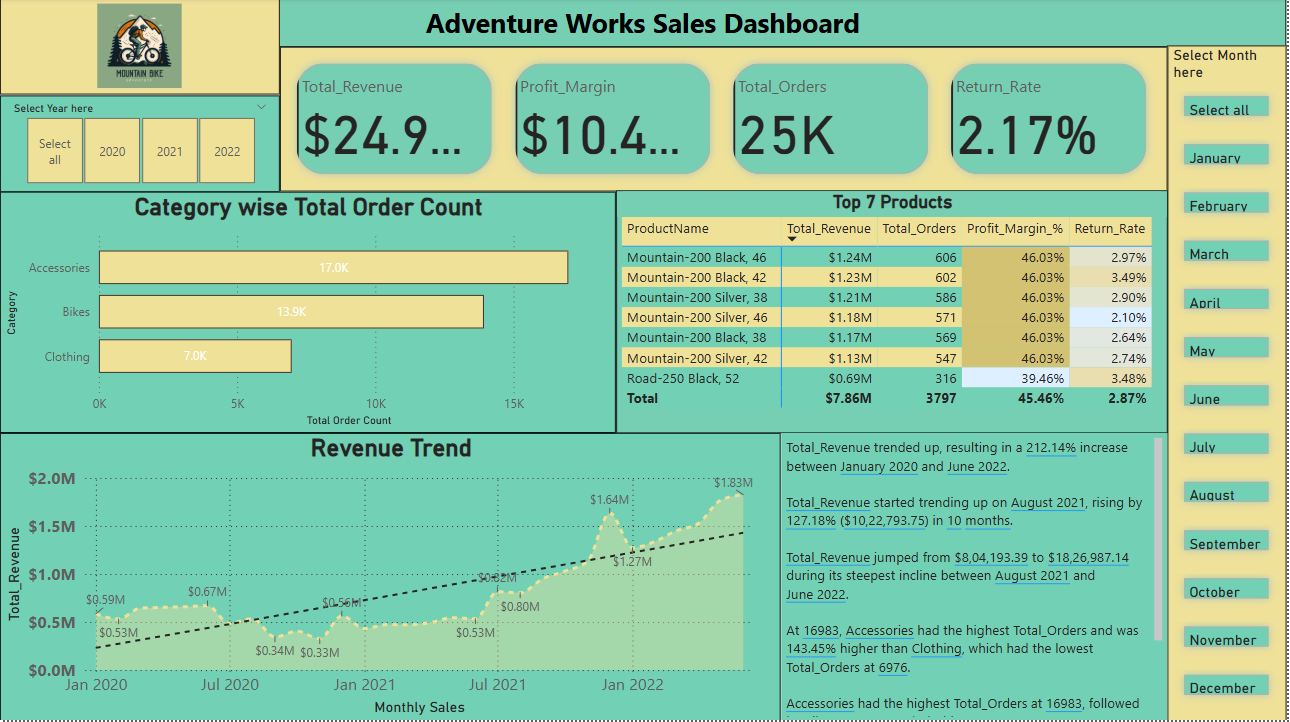 Adventure Works Sales Dashboard
MOUNTAIN BIKE
Select Year here
Select all
2020
2021
2022
Total_Revenue
$24.9...
Profit_Margin
$10.4...
Total_Orders
25K
Return_Rate
2.17%
Select Month
here
Select all
January
February
March
April
May
June
July
August
September
October
November
December
Category wise Total Order Count
Category
Accessories 17.0K
Bikes 13.9K
Clothing 7.0K
0K 5K 10K 15K
Total Order Count
Top 7 Products
ProductName Total_Revenue Total_Orders Profit_Margin_% Return_Rate
Mountain-200 Black, 46 $1.24M 606 46.03% 2.97%
Mountain-200 Black, 42 $1.23M 602 46.03% 3.49%
Mountain-200 Silver, 38 $1.21M 586 46.03% 2.90%
Mountain-200 Silver, 46 $1.18M 571 46.03% 2.10%
Mountain-200 Black, 38 $1.17M 569 46.03% 2.64%
Mountain-200 Silver, 42 $1.13M 547 46.03% 2.74%
Road-250 Black, 52 $0.69M 316 39.46% 3.48%
Total $7.86M 3797 45.46% 2.87%
Revenue Trend
Total_Revenue
$2.0M
$1.5M
$1.0M
$0.5M
$0.0M
$0.59M
$0.53M
$0.67M
$0.34M
$0.33M
$0.56M
$0.53M
$0.82M
$0.80M
$1.64M
$1.27M
$1.83M
Jan 2020 Jul 2020 Jan 2021 Jul 2021 Jan 2022
Monthly Sales
Total_Revenue trended up, resulting in a 212.14% increase
between January 2020 and June 2022.
Total_Revenue started trending up on August 2021, rising by
127.18% ($10,22,793.75) in 10 months.
Total_Revenue jumped from $8,04,193.39 to $18,26,987.14
during its steepest incline between August 2021 and
June 2022.
At 16983, Accessories had the highest Total_Orders and was
143.45% higher than Clothing, which had the lowest
Total_Orders at 6976.
Accessories had the highest Total_Orders at 16983, followed